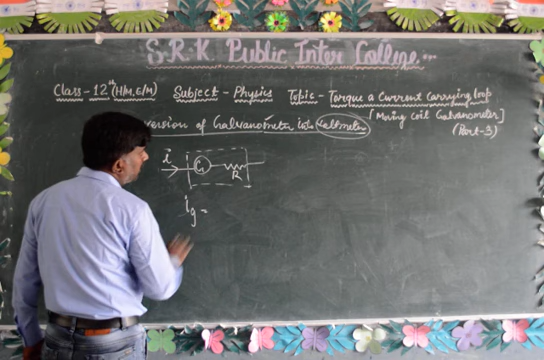 S.R.K Public Inter College...
Class - 12th (H/M, E/M) Subject - Physics Topic - Torque a Current Carrying loop
version of Galvanometer into Voltmeter [Moving Coil Galvanometer]
(Part-3)
i G R
ig =